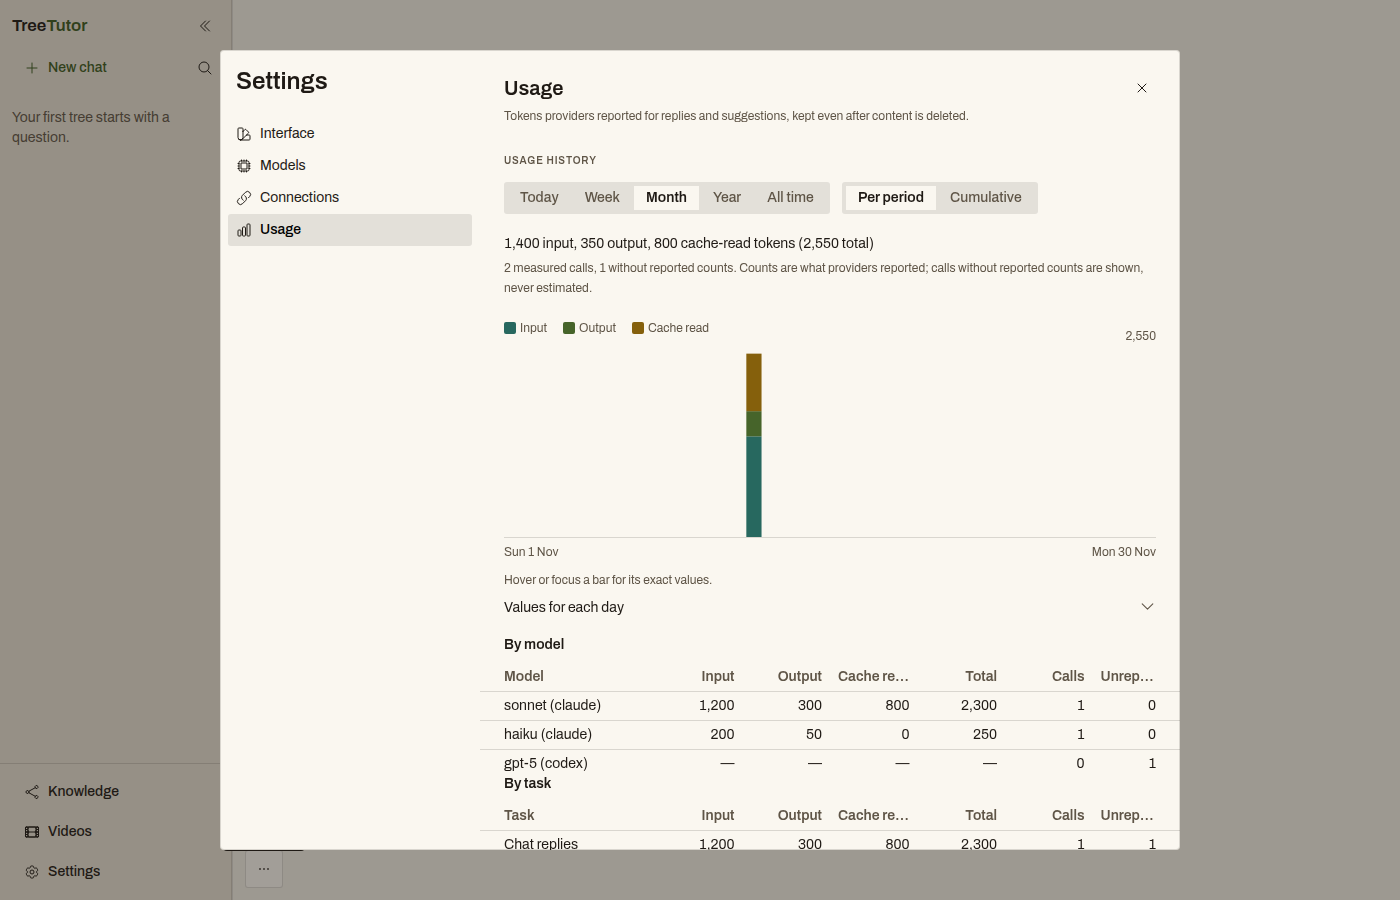 TreeTutor
New chat
Your first tree starts with a
question.
Knowledge
Videos
Settings
Settings
Interface
Models
Connections
Usage
Usage
Tokens providers reported for replies and suggestions, kept even after content is deleted.
USAGE HISTORY
Today Week Month Year All time Per period Cumulative
1,400 input, 350 output, 800 cache-read tokens (2,550 total)
2 measured calls, 1 without reported counts. Counts are what providers reported; calls without reported counts are shown,
never estimated.
Input Output Cache read
2,550
Sun 1 Nov Mon 30 Nov
Hover or focus a bar for its exact values.
Values for each day
By model
Model Input Output Cache re... Total Calls Unrep...
sonnet (claude) 1,200 300 800 2,300 1 0
haiku (claude) 200 50 0 250 1 0
gpt-5 (codex) — — — — 0 1
By task
Task Input Output Cache re... Total Calls Unrep...
Chat replies 1,200 300 800 2,300 1 1
...